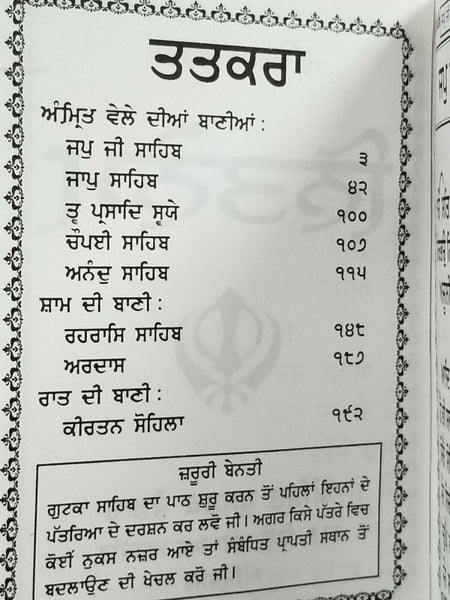 ਤਤਕਰਾ
ਅੰਮ੍ਰਿਤ ਵੇਲੇ ਦੀਆਂ ਬਾਣੀਆਂ :
ਜਪੁ ਜੀ ਸਾਹਿਬ ੩
ਜਾਪੁ ਸਾਹਿਬ ੪੨
ਤ੍ਵ ਪ੍ਰਸਾਦਿ ਸ੍ਵਯੇ ੧੦੦
ਚੌਪਈ ਸਾਹਿਬ ੧੦੭
ਅਨੰਦੁ ਸਾਹਿਬ ੧੧੫
ਸ਼ਾਮ ਦੀ ਬਾਣੀ :
ਰਹਰਾਸਿ ਸਾਹਿਬ ੧੪੮
ਅਰਦਾਸ ੧੮੭
ਰਾਤ ਦੀ ਬਾਣੀ :
ਕੀਰਤਨ ਸੋਹਿਲਾ ੧੯੨
ਜ਼ਰੂਰੀ ਬੇਨਤੀ
ਗੁਟਕਾ ਸਾਹਿਬ ਦਾ ਪਾਠ ਸ਼ੁਰੂ ਕਰਨ ਤੋਂ ਪਹਿਲਾਂ ਇਹਨਾਂ ਦੇ
ਪੱਤਰਿਆ ਦੇ ਦਰਸ਼ਨ ਕਰ ਲਵੋ ਜੀ। ਅਗਰ ਕਿਸੇ ਪੱਤਰੇ ਵਿਚ
ਕੋਈ ਨੁਕਸ ਨਜ਼ਰ ਆਏ ਤਾਂ ਸੰਬੰਧਿਤ ਪ੍ਰਾਪਤੀ ਸਥਾਨ ਤੋਂ
ਬਦਲਾਉਣ ਦੀ ਖੇਚਲ ਕਰੋ ਜੀ।